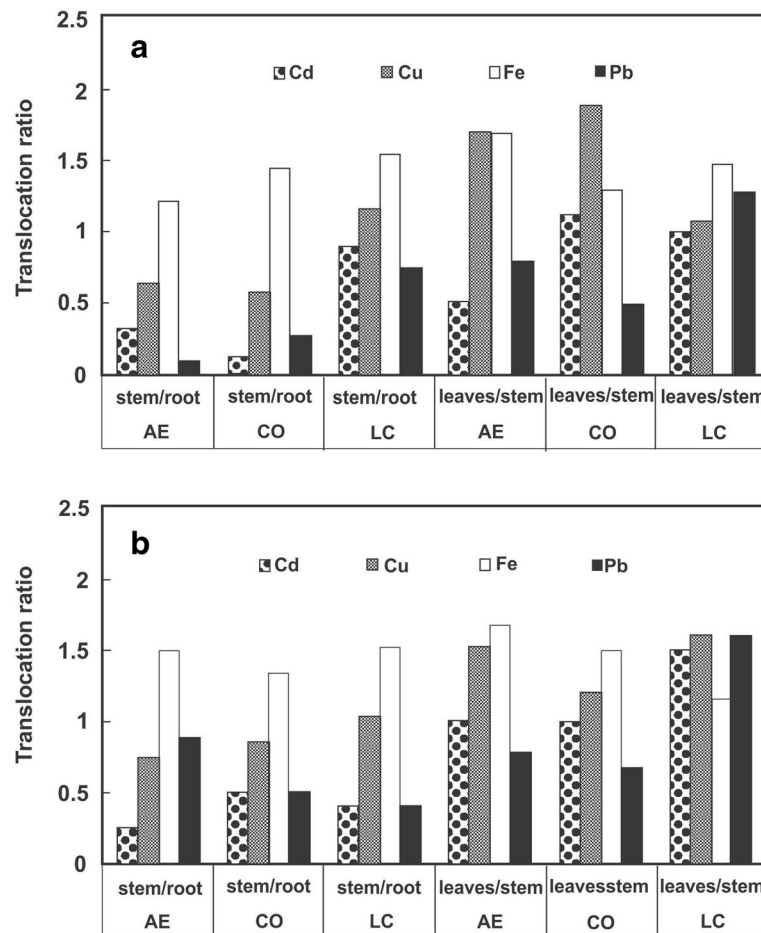 2.5
a
Cd Cu Fe Pb
2
1.5
1
0.5
0
Translocation ratio
stem/root stem/root stem/root leaves/stem leaves/stem leaves/stem
AE CO LC AE CO LC
2.5
b
Cd Cu Fe Pb
2
1.5
1
0.5
0
Translocation ratio
stem/root stem/root stem/root leaves/stem leavesstem leaves/stem
AE CO LC AE CO LC